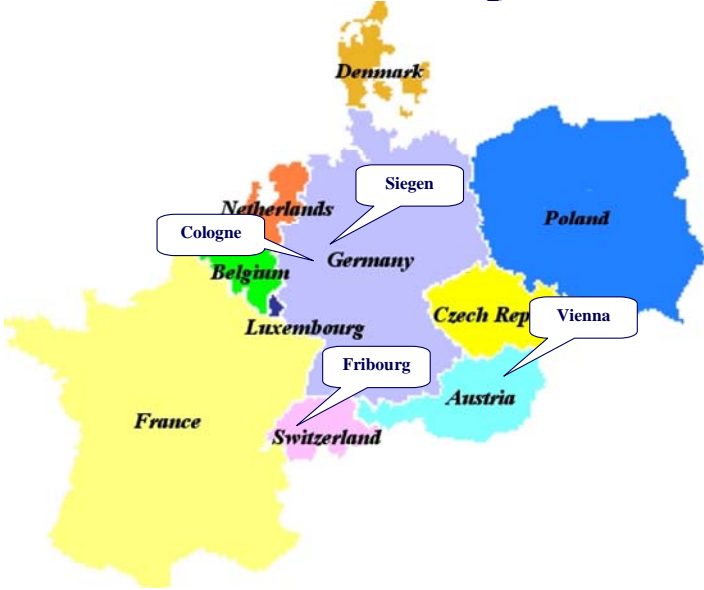 Denmark
Siegen
Netherlands
Poland
Cologne
Germany
Belgium
Czech Rep
Vienna
Luxembourg
Fribourg
Austria
France
Switzerland